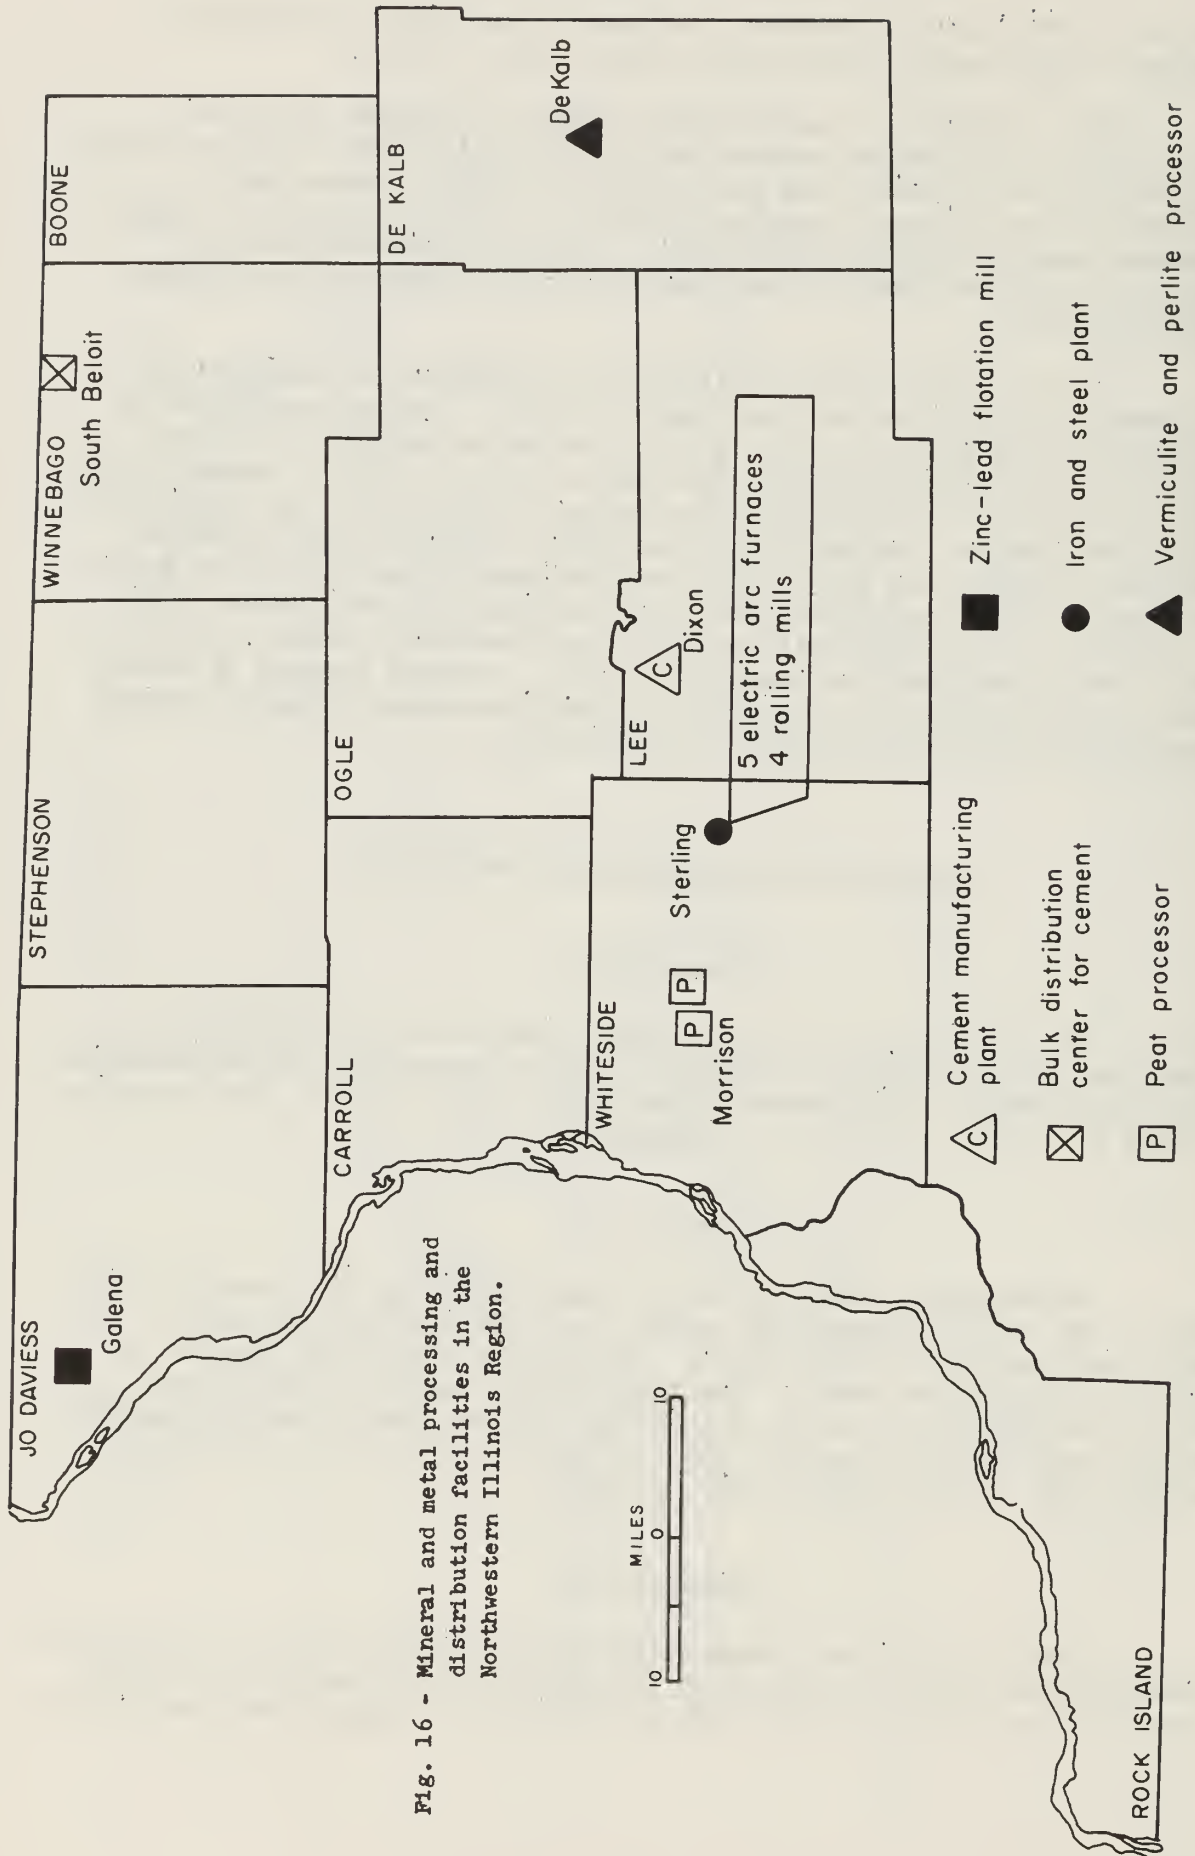 JO DAVIESS
Galena
STEPHENSON
WINNEBAGO
South Beloit
BOONE
CARROLL
OGLE
DE KALB
De Kalb
WHITESIDE
Morrison
P
P
Sterling
LEE
C
Dixon
5 electric arc furnaces
4 rolling mills
ROCK ISLAND
Fig. 16 - Mineral and metal processing and
distribution facilities in the
Northwestern Illinois Region.
MILES
10 0 10
C Cement manufacturing
plant
Bulk distribution
center for cement
P Peat processor
Zinc-lead flotation mill
Iron and steel plant
Vermiculite and perlite processor